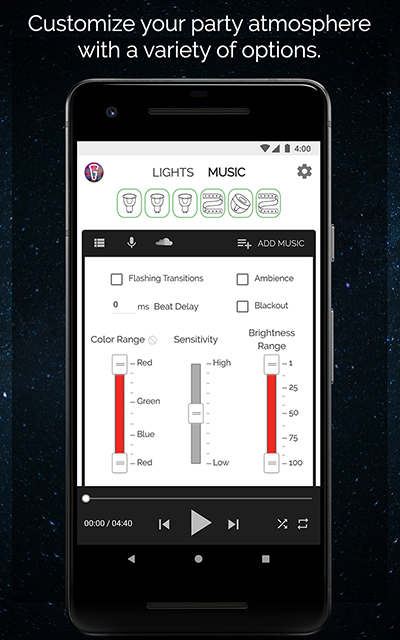 Customize your party atmosphere
with a variety of options.
4:00
LIGHTS MUSIC
ADD MUSIC
Flashing Transitions
Ambience
0 ms Beat Delay
Blackout
Color Range
Sensitivity
Brightness
Range
Red
Green
Blue
Red
High
Low
1
25
50
75
100
00:00 / 04:40